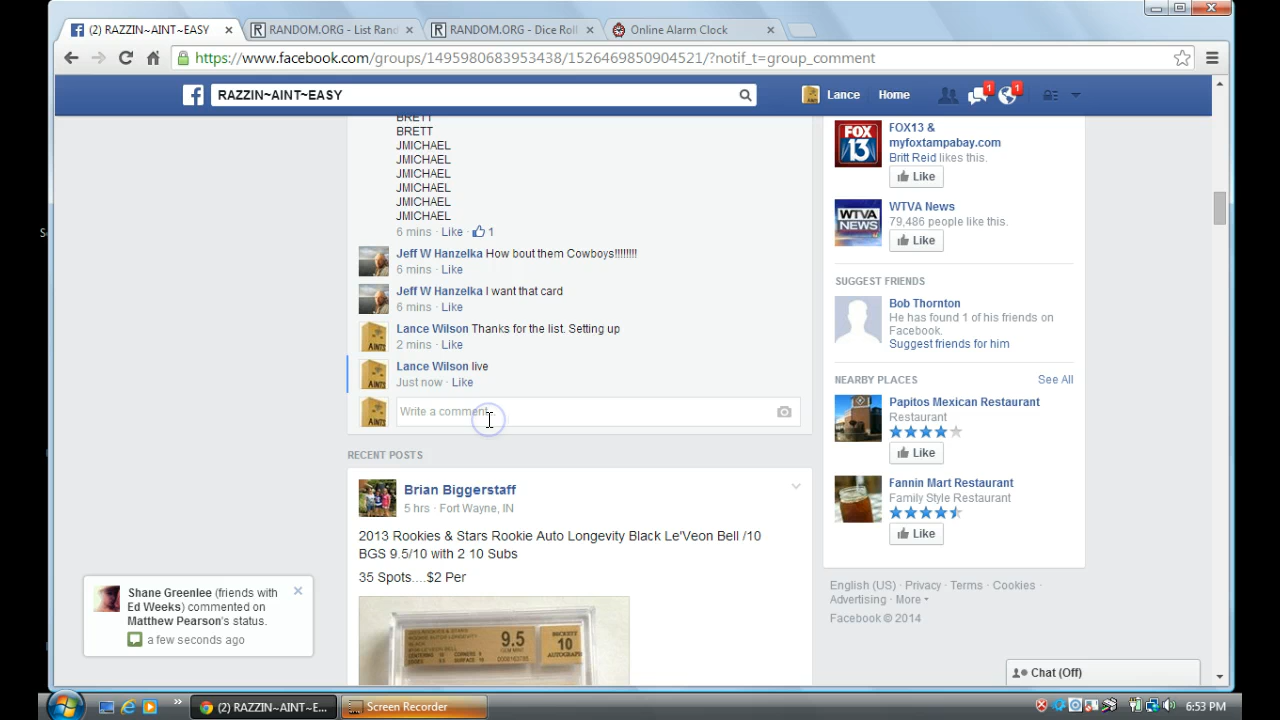 (2) RAZZIN~AINT~EASY
RANDOM.ORG - List Rand
RANDOM.ORG - Dice Roll
Online Alarm Clock
https://www.facebook.com/groups/1495980683953438/1526469850904521/?notif_t=group_comment
RAZZIN~AINT~EASY
Lance
Home
1
1
BRETT
BRETT
JMICHAEL
JMICHAEL
JMICHAEL
JMICHAEL
JMICHAEL
JMICHAEL
6 mins · Like · 1
Jeff W Hanzelka How bout them Cowboys!!!!!!!!
6 mins · Like
Jeff W Hanzelka I want that card
6 mins · Like
Lance Wilson Thanks for the list. Setting up
2 mins · Like
Lance Wilson live
Just now · Like
Write a comment...
RECENT POSTS
Brian Biggerstaff
5 hrs · Fort Wayne, IN
2013 Rookies & Stars Rookie Auto Longevity Black Le'Veon Bell /10
BGS 9.5/10 with 2 10 Subs
35 Spots....$2 Per
9.5
BECKETT
10
AUTOGRAPH
FOX 13
FOX13 &
myfoxtampabay.com
Britt Reid likes this.
Like
WTVA
NEWS
WTVA News
79,486 people like this.
Like
SUGGEST FRIENDS
Bob Thornton
He has found 1 of his friends on
Facebook.
Suggest friends for him
NEARBY PLACES
See All
Papitos Mexican Restaurant
Restaurant
Like
Fannin Mart Restaurant
Family Style Restaurant
Like
English (US) · Privacy · Terms · Cookies ·
Advertising · More
Facebook © 2014
Shane Greenlee (friends with
Ed Weeks) commented on
Matthew Pearson's status.
a few seconds ago
Chat (Off)
(2) RAZZIN~AINT~E...
Screen Recorder
6:53 PM